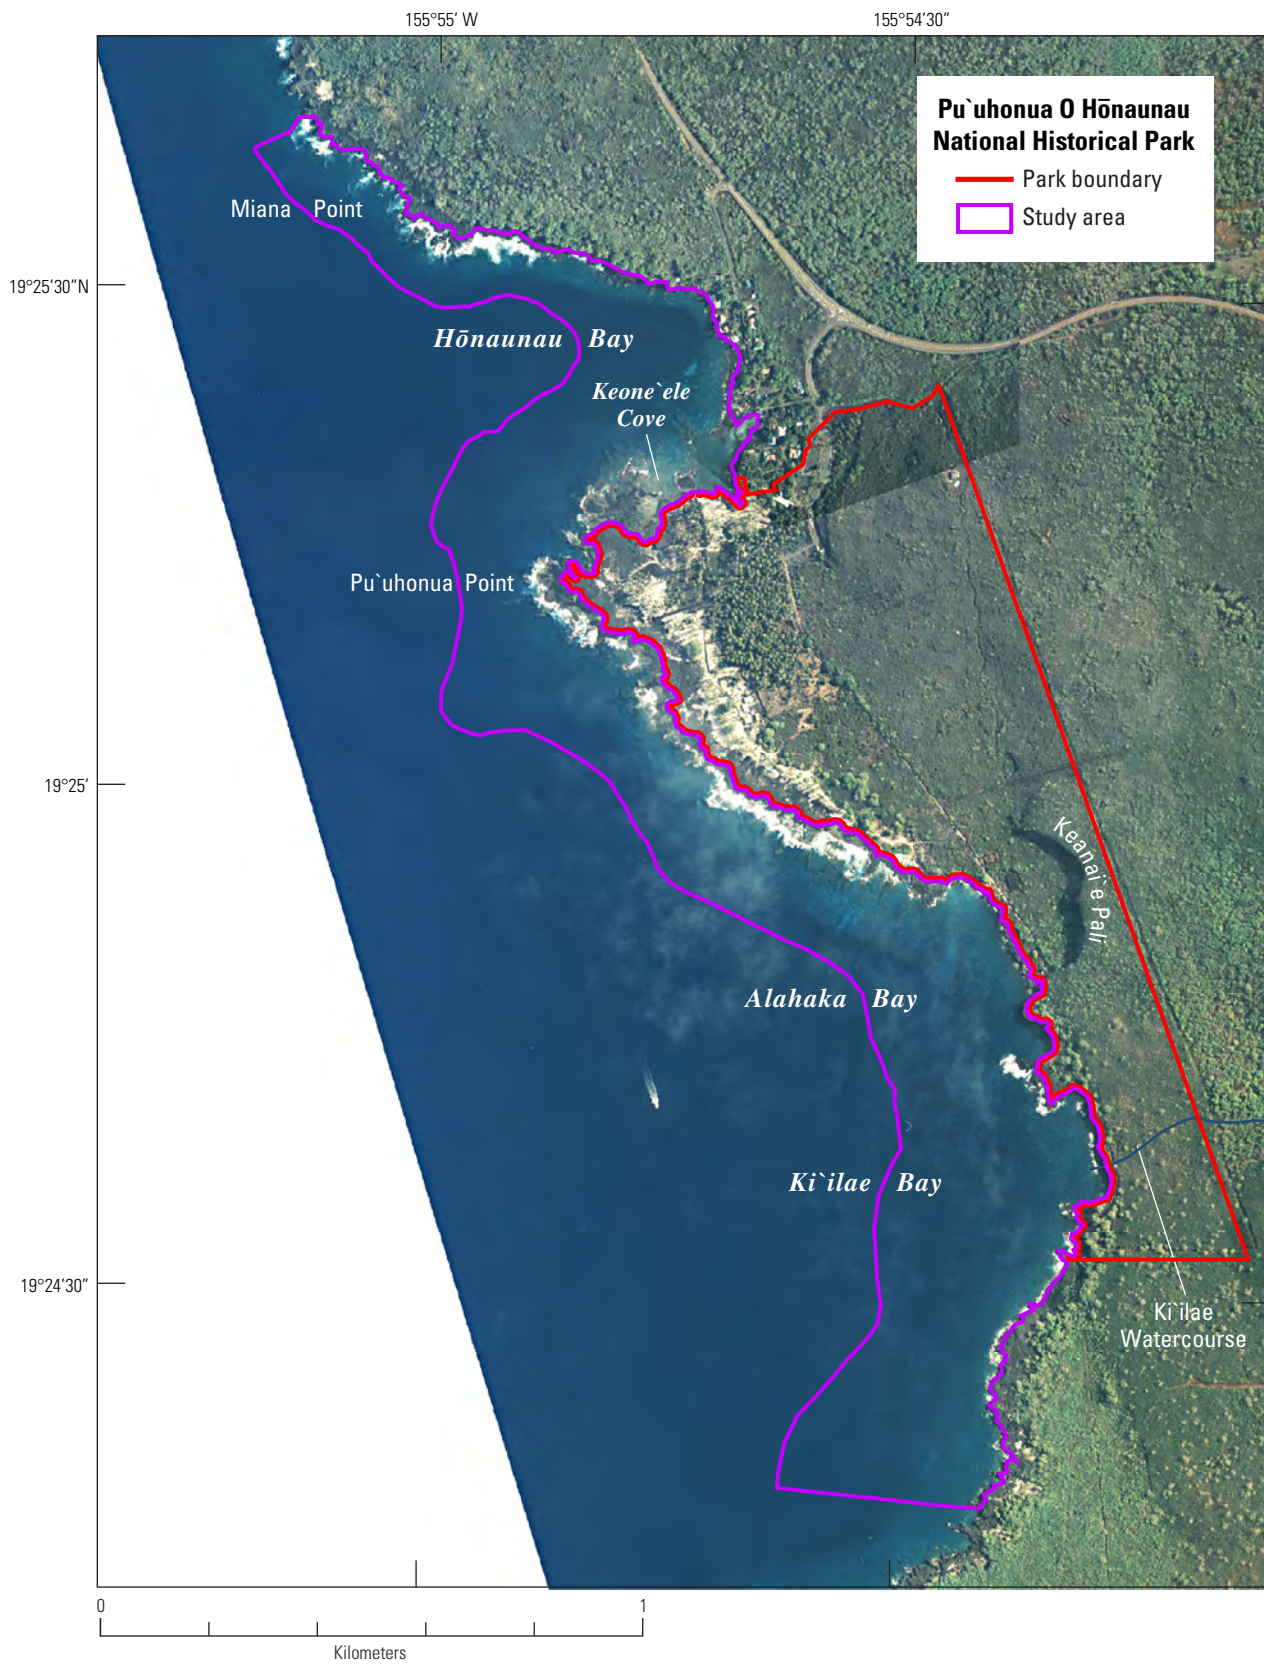 155°55’ W
155°54’30”
Pu`uhonua O Hōnaunau
National Historical Park
Park boundary
Study area
Miana Point
19°25’30”N
Hōnaunau Bay
Keone`ele
Cove
Pu`uhonua Point
19°25’
Keanai`e Pali
Alahaka Bay
Ki`ilae Bay
19°24’30”
Ki`ilae
Watercourse
0
1
Kilometers